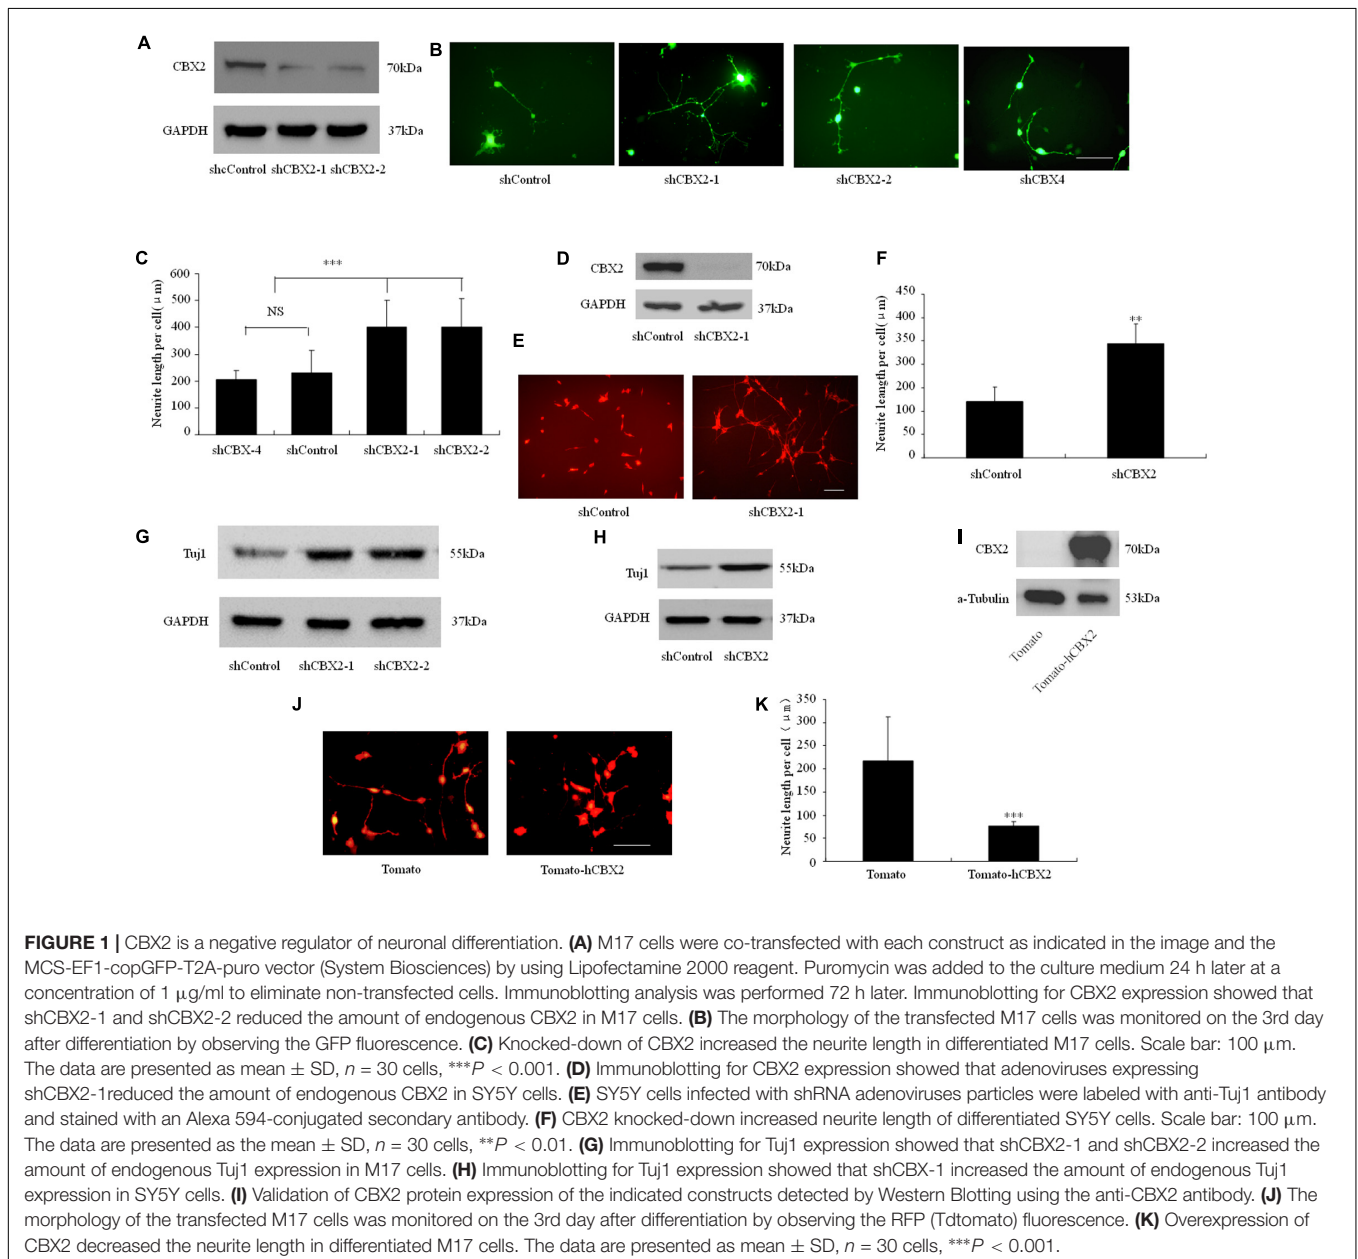 A
CBX2
70kDa
GAPDH
37kDa
sheControl shCBX2-1 shCBX2-2
B
shControl
shCBX2-1
shCBX2-2
shCBX4
C
Neurite length per cell(μm)
600
500
400
300
200
100
0
***
NS
shCBX-4
shControl
shCBX2-1
shCBX2-2
D
CBX2
70kDa
GAPDH
37kDa
shControl shCBX2-1
E
shControl
shCBX2-1
F
Neurite leangth per cell(μm)
450
350
350
150
100
50
0
**
shControl
shCBX2
G
Tuj1
55kDa
GAPDH
37kDa
shControl
shCBX2-1
shCBX2-2
H
Tuj1
55kDa
GAPDH
37kDa
shControl shCBX2
I
CBX2
70kDa
a-Tubulin
53kDa
Tomato
Tomato-hCBX2
J
Tomato
Tomato-hCBX2
K
Neurite length per cell (μm)
350
300
250
200
150
100
50
0
***
Tomato
Tomato-hCBX2
FIGURE 1 | CBX2 is a negative regulator of neuronal differentiation. (A) M17 cells were co-transfected with each construct as indicated in the image and the
MCS-EF1-copGFP-T2A-puro vector (System Biosciences) by using Lipofectamine 2000 reagent. Puromycin was added to the culture medium 24 h later at a
concentration of 1 μg/ml to eliminate non-transfected cells. Immunoblotting analysis was performed 72 h later. Immunoblotting for CBX2 expression showed that
shCBX2-1 and shCBX2-2 reduced the amount of endogenous CBX2 in M17 cells. (B) The morphology of the transfected M17 cells was monitored on the 3rd day
after differentiation by observing the GFP fluorescence. (C) Knocked-down of CBX2 increased the neurite length in differentiated M17 cells. Scale bar: 100 μm.
The data are presented as mean ± SD, n = 30 cells, ***P < 0.001. (D) Immunoblotting for CBX2 expression showed that adenoviruses expressing
shCBX2-1reduced the amount of endogenous CBX2 in SY5Y cells. (E) SY5Y cells infected with shRNA adenoviruses particles were labeled with anti-Tuj1 antibody
and stained with an Alexa 594-conjugated secondary antibody. (F) CBX2 knocked-down increased neurite length of differentiated SY5Y cells. Scale bar: 100 μm.
The data are presented as the mean ± SD, n = 30 cells, **P < 0.01. (G) Immunoblotting for Tuj1 expression showed that shCBX2-1 and shCBX2-2 increased the
amount of endogenous Tuj1 expression in M17 cells. (H) Immunoblotting for Tuj1 expression showed that shCBX-1 increased the amount of endogenous Tuj1
expression in SY5Y cells. (I) Validation of CBX2 protein expression of the indicated constructs detected by Western Blotting using the anti-CBX2 antibody. (J) The
morphology of the transfected M17 cells was monitored on the 3rd day after differentiation by observing the RFP (Tdtomato) fluorescence. (K) Overexpression of
CBX2 decreased the neurite length in differentiated M17 cells. The data are presented as mean ± SD, n = 30 cells, ***P < 0.001.